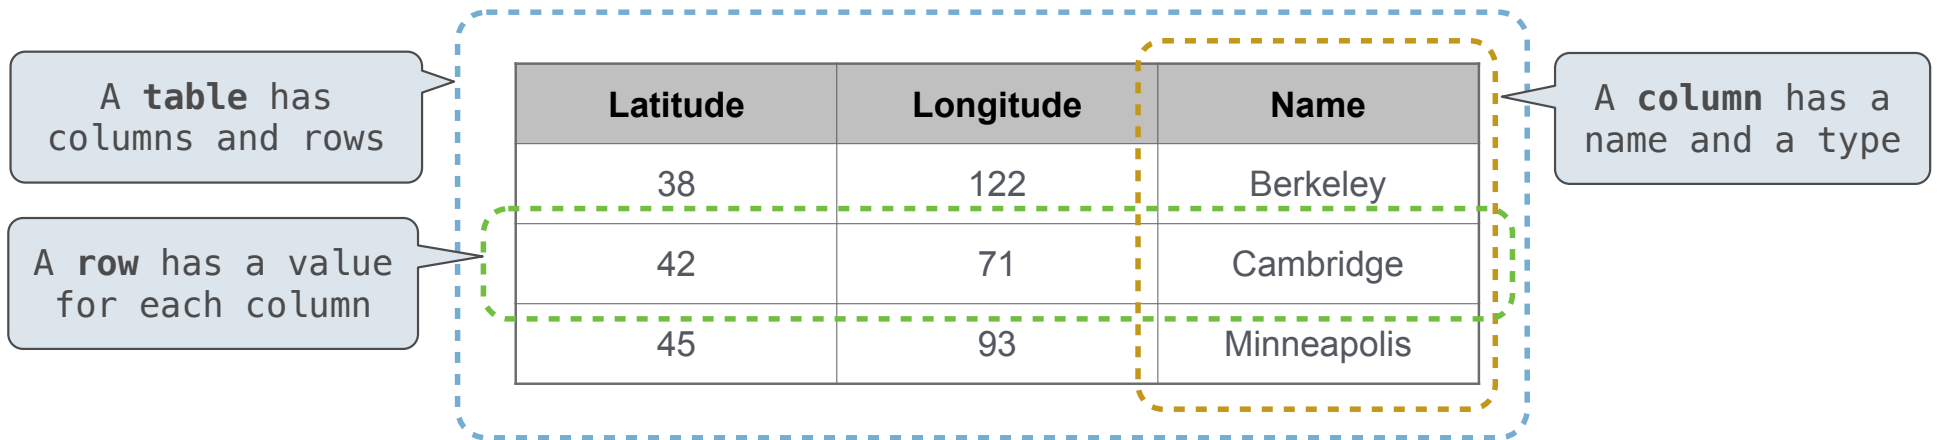 A table has
columns and rows
A row has a value
for each column
Latitude Longitude Name
38 122 Berkeley
42 71 Cambridge
45 93 Minneapolis
A column has a
name and a type